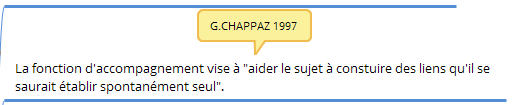 G.CHAPPAZ 1997
La fonction d'accompagnement vise à "aider le sujet à constuire des liens qu'il se
saurait établir spontanément seul".